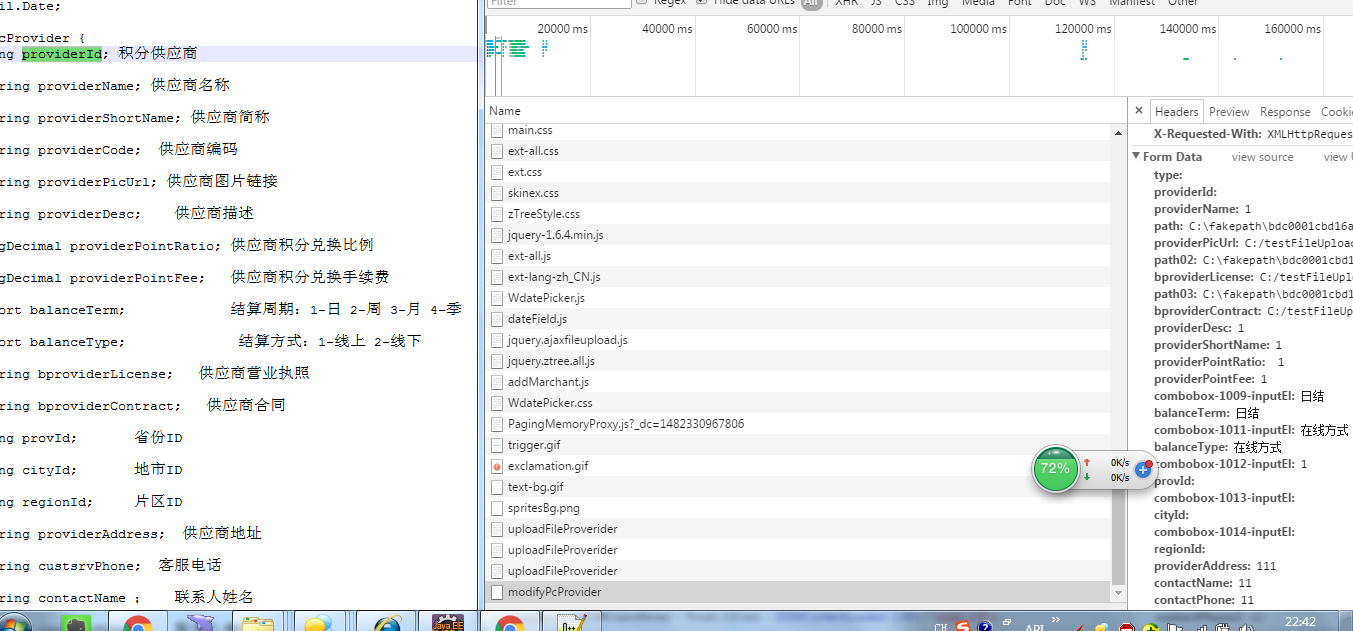 il.Date;
cProvider {
ng providerId; 积分供应商
ring providerName; 供应商名称
ring providerShortName; 供应商简称
ring providerCode; 供应商编码
ring providerPicUrl; 供应商图片链接
ring providerDesc; 供应商描述
gDecimal providerPointRatio; 供应商积分兑换比例
gDecimal providerPointFee; 供应商积分兑换手续费
ort balanceTerm; 结算周期: 1-日 2-周 3-月 4-季
ort balanceType; 结算方式: 1-线上 2-线下
ring bproviderLicense; 供应商营业执照
ring bproviderContract; 供应商合同
ng provId; 省份ID
ng cityId; 地市ID
ng regionId; 片区ID
ring providerAddress; 供应商地址
ring custsrvPhone; 客服电话
ring contactName ; 联系人姓名
Filter
Regex
Hide data URLs
All
XHR JS CSS Img Media Font Doc WS Manifest Other
20000 ms 40000 ms 60000 ms 80000 ms 100000 ms 120000 ms 140000 ms 160000 ms
Name
main.css
ext-all.css
ext.css
skinex.css
zTreeStyle.css
jquery-1.6.4.min.js
ext-all.js
ext-lang-zh_CN.js
WdatePicker.js
dateField.js
jquery.ajaxfileupload.js
jquery.ztree.all.js
addMarchant.js
WdatePicker.css
PagingMemoryProxy.js?_dc=1482330967806
trigger.gif
exclamation.gif
text-bg.gif
spritesBg.png
uploadFileProverider
uploadFileProverider
uploadFileProverider
modifyPcProvider
× Headers Preview Response Cooki
X-Requested-With: XMLHttpReques
Form Data view source view U
type:
providerId:
providerName: 1
path: C:\fakepath\bdc0001cbd16a
providerPicUrl: C:/testFileUpload
path02: C:\fakepath\bdc0001cbd1
bproviderLicense: C:/testFileUpl
path03: C:\fakepath\bdc0001cbd1
bproviderContract: C:/testFileUp
providerDesc: 1
providerShortName: 1
providerPointRatio: 1
providerPointFee: 1
combobox-1009-inputEl: 日结
balanceTerm: 日结
combobox-1011-inputEl: 在线方式
balanceType: 在线方式
combobox-1012-inputEl: 1
provId:
combobox-1013-inputEl:
cityId:
combobox-1014-inputEl:
regionId:
providerAddress: 111
contactName: 11
contactPhone: 11
72%
0K/s
0K/s
Java EE
CH
API
22:42